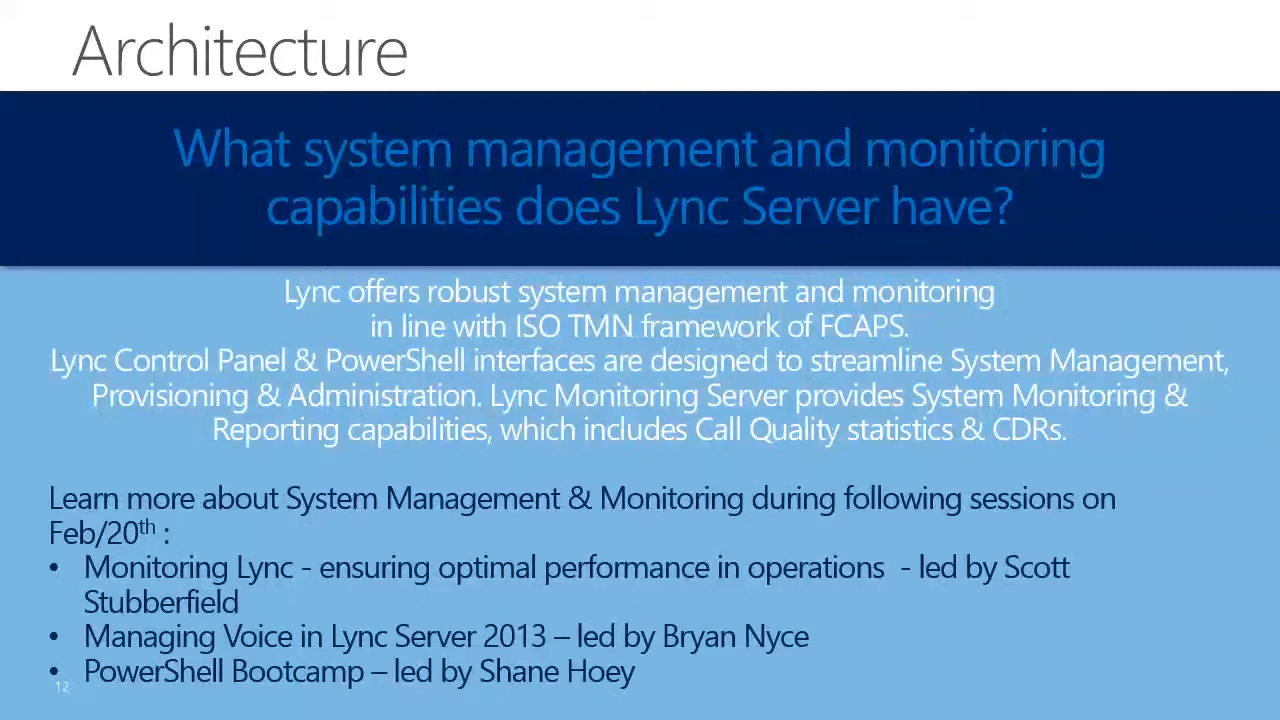 Architecture
What system management and monitoring
capabilities does Lync Server have?
Lync offers robust system management and monitoring
in line with ISO TMN framework of FCAPS.
Lync Control Panel & PowerShell interfaces are designed to streamline System Management,
Provisioning & Administration. Lync Monitoring Server provides System Monitoring &
Reporting capabilities, which includes Call Quality statistics & CDRs.
Learn more about System Management & Monitoring during following sessions on
Feb/20th :
• Monitoring Lync - ensuring optimal performance in operations - led by Scott
Stubberfield
• Managing Voice in Lync Server 2013 – led by Bryan Nyce
• PowerShell Bootcamp – led by Shane Hoey
12